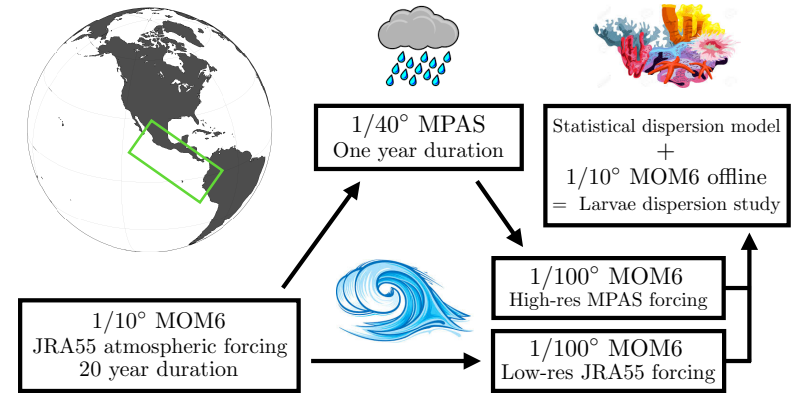 1/40° MPAS
One year duration
Statistical dispersion model
+
1/10° MOM6 offline
= Larvae dispersion study
1/100° MOM6
High-res MPAS forcing
1/10° MOM6
JRA55 atmospheric forcing
20 year duration
1/100° MOM6
Low-res JRA55 forcing